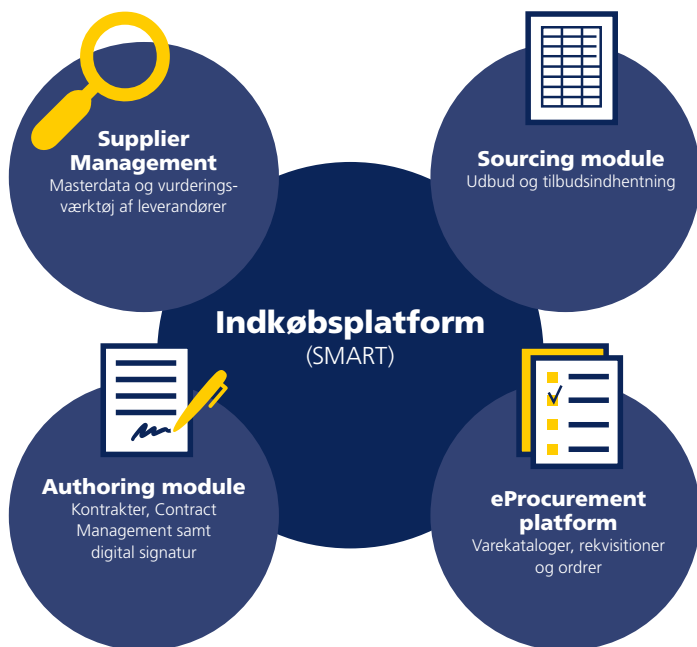 Supplier
Management
Masterdata og vurderings-
værktøj af leverandører
Sourcing module
Udbud og tilbudsindhentning
Indkøbsplatform
(SMART)
Authoring module
Kontrakter, Contract
Management samt
digital signatur
eProcurement
platform
Varekataloger, rekvisitioner
og ordrer